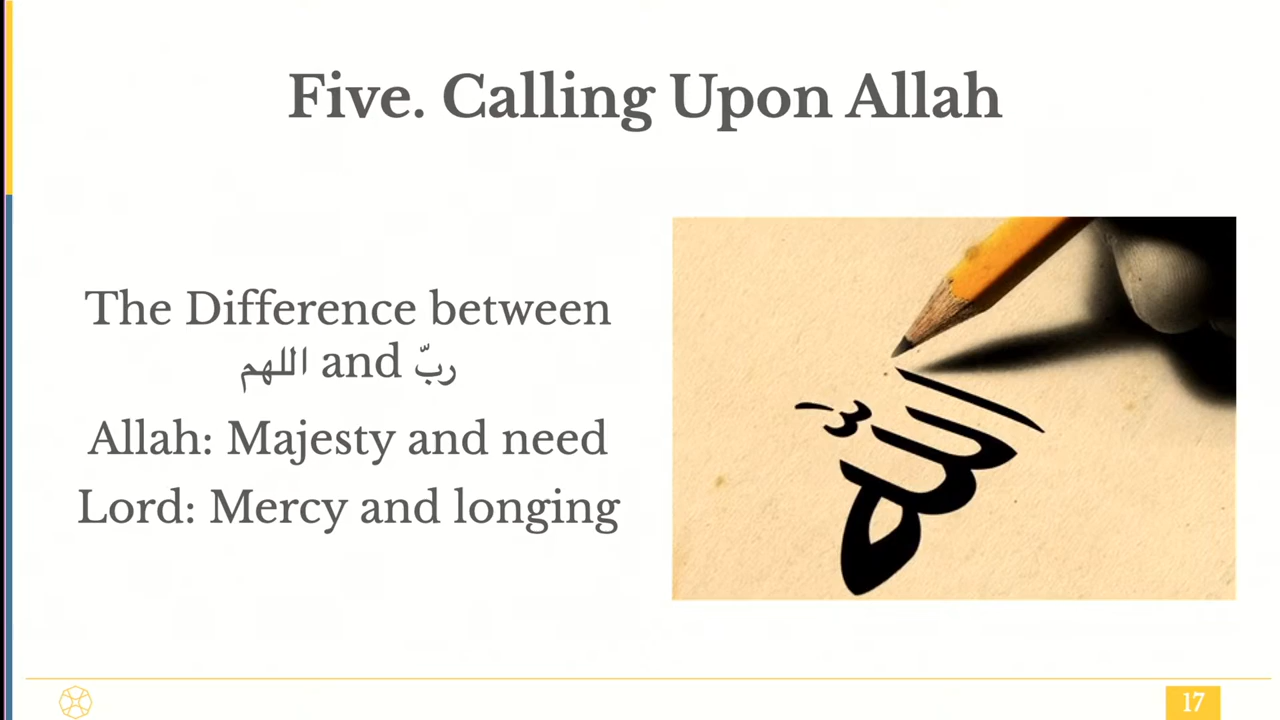 Five. Calling Upon Allah
The Difference between
اللهم and ربّ
Allah: Majesty and need
Lord: Mercy and longing
الله
17